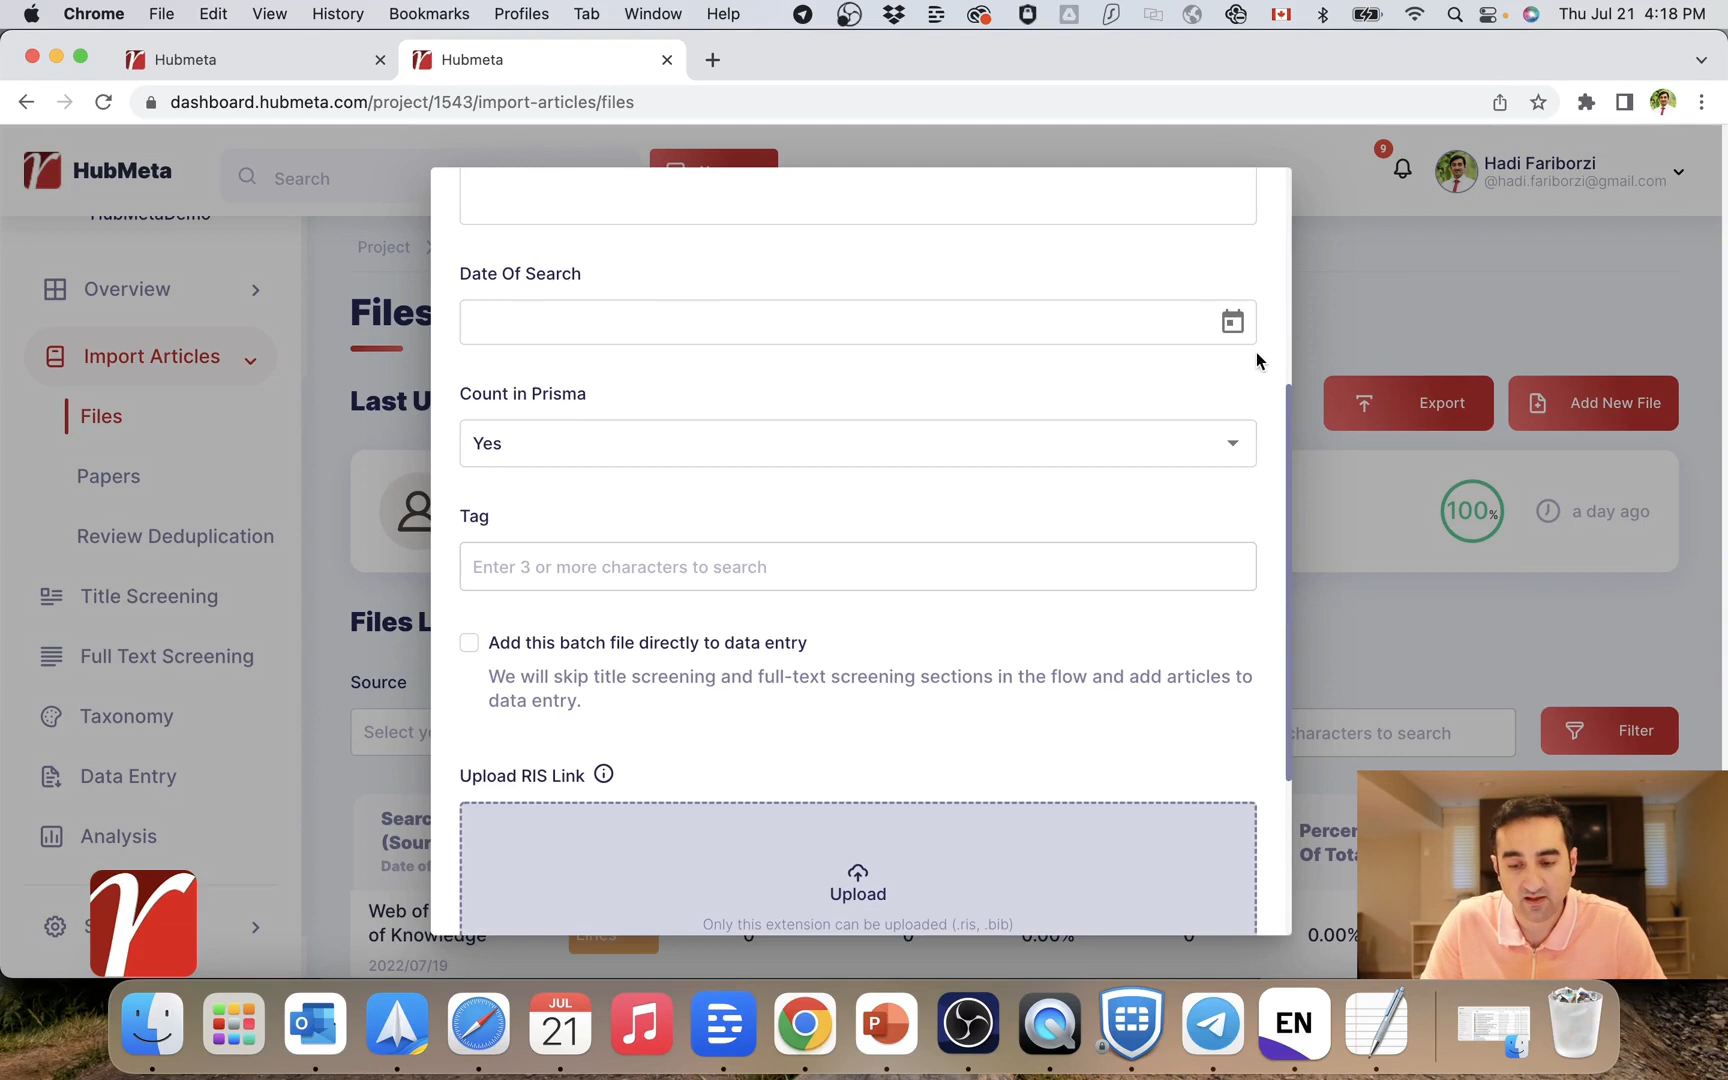 Chrome File Edit View History Bookmarks Profiles Tab Window Help Thu Jul 21 4:18 PM
Hubmeta
Hubmeta
dashboard.hubmeta.com/project/1543/import-articles/files
HubMeta
Search
9
Hadi Fariborzi
@hadi.fariborzi@gmail.com
HubMetaDemo
Project
Overview
Files
Date Of Search
Import Articles
Last U
Count in Prisma
Export
Add New File
Files
Yes
Papers
100%
a day ago
Tag
Review Deduplication
Enter 3 or more characters to search
Title Screening
Files L
Add this batch file directly to data entry
Full Text Screening
We will skip title screening and full-text screening sections in the flow and add articles to
data entry.
Source
Taxonomy
Select y
characters to search
Filter
Data Entry
Upload RIS Link
Analysis
Searc
(Sour
Date of
Percer
Of Tota
Upload
Only this extension can be uploaded (.ris, .bib)
Web of
of Knowledge
0.00%
0
0.00%
2022/07/19
r
JUL
21
P
EN